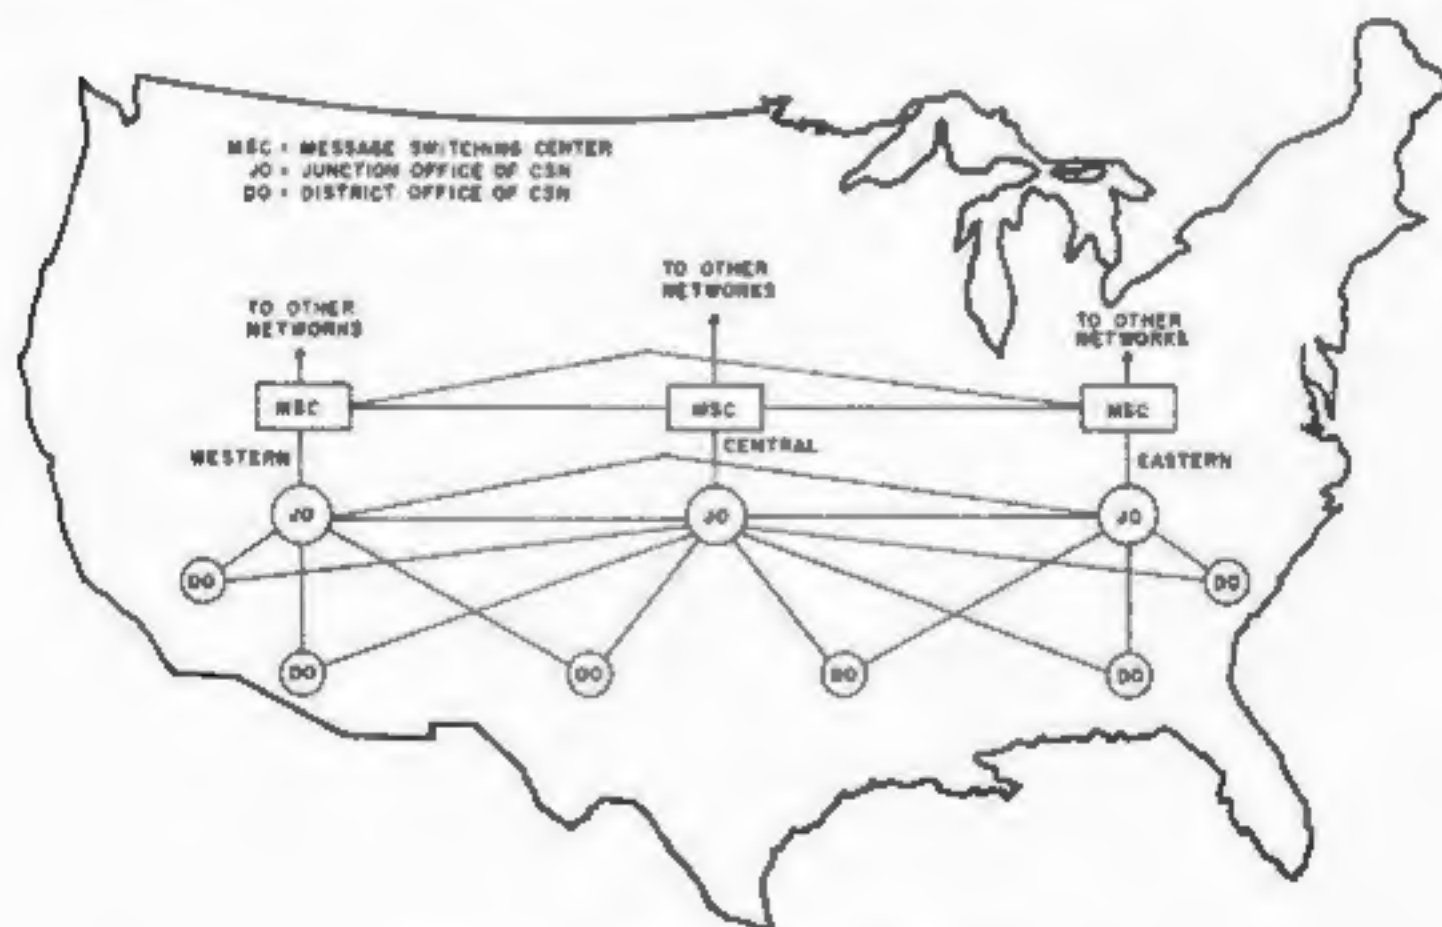 MSC = MESSAGE SWITCHING CENTER
JO = JUNCTION OFFICE OF CSN
DO = DISTRICT OFFICE OF CSN
TO OTHER
NETWORKS
TO OTHER
NETWORKS
TO OTHER
NETWORKS
MSC
MSC
MSC
WESTERN
CENTRAL
EASTERN
JO
JO
JO
DO
DO
DO
DO
DO
DO